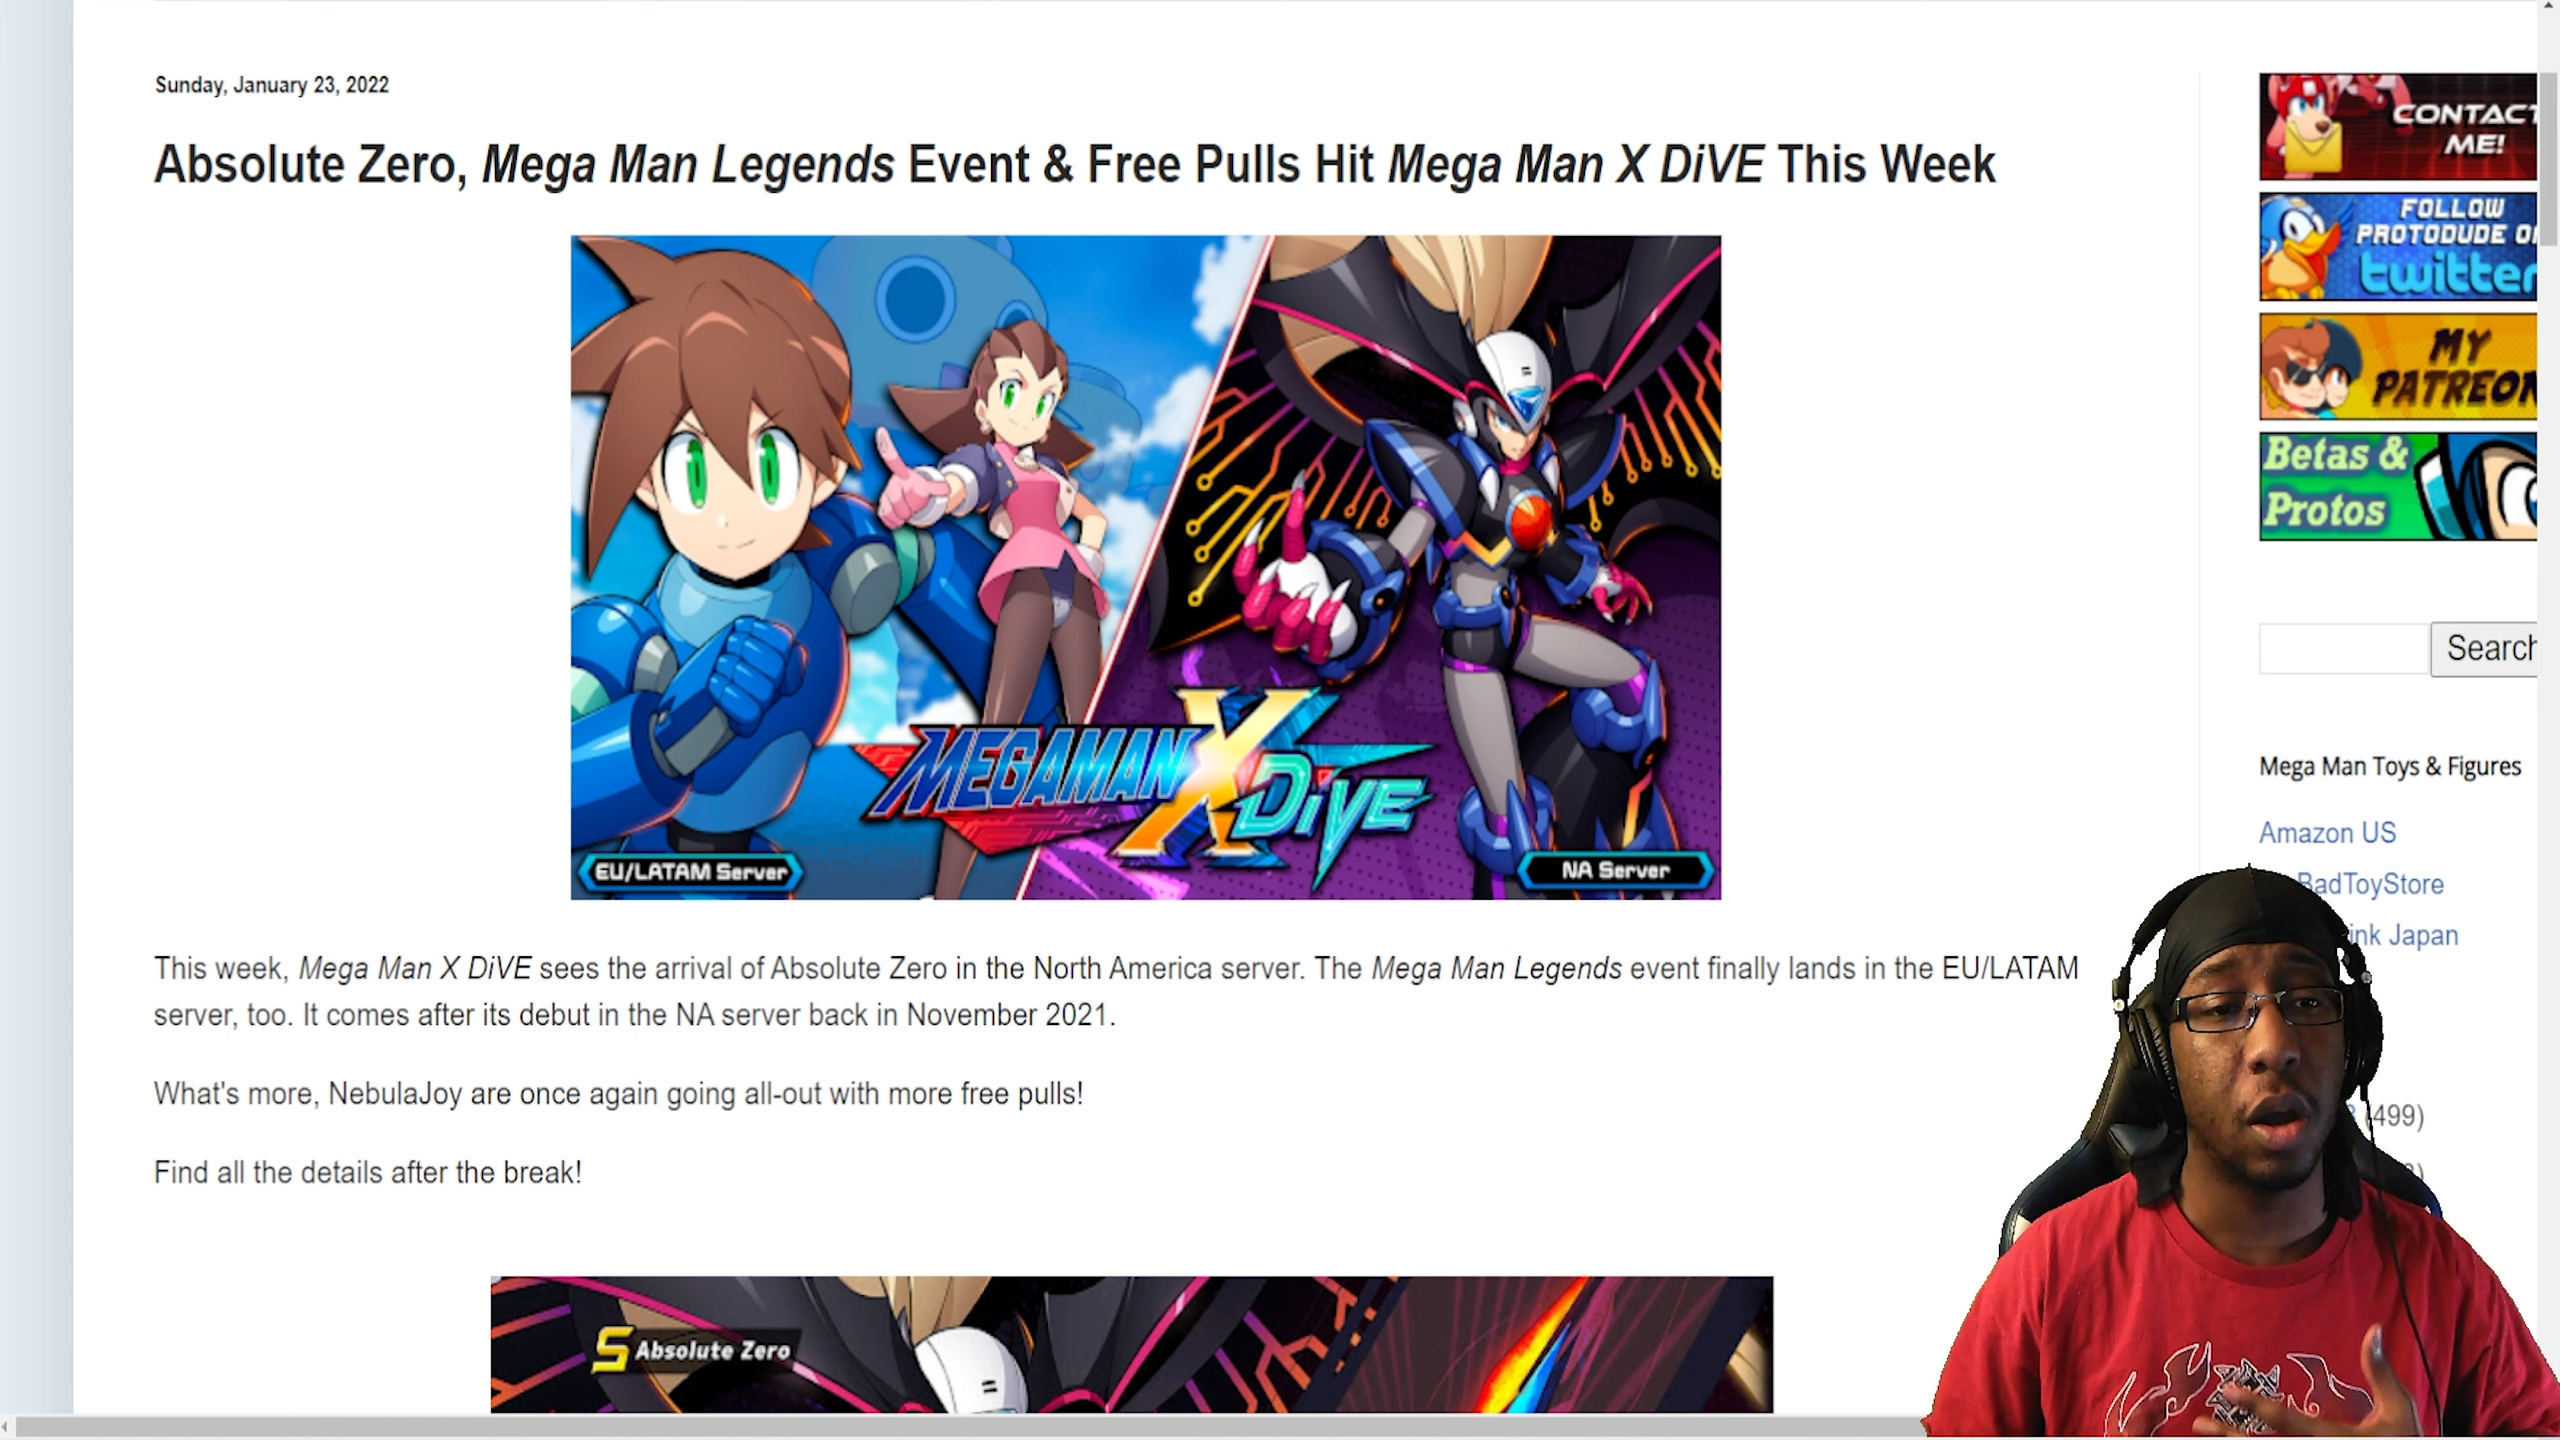 Sunday, January 23, 2022
Absolute Zero, Mega Man Legends Event & Free Pulls Hit Mega Man X DiVE This Week
MEGAMAN X DiVE
EU/LATAM Server
NA Server
This week, Mega Man X DiVE sees the arrival of Absolute Zero in the North America server. The Mega Man Legends event finally lands in the EU/LATAM
server, too. It comes after its debut in the NA server back in November 2021.
What's more, NebulaJoy are once again going all-out with more free pulls!
Find all the details after the break!
S Absolute Zero
CONTACT
ME!
FOLLOW
PROTODUDE
twitter
MY
PATREON
Betas &
Protos
Search
Mega Man Toys & Figures
Amazon US
BadToyStore
Japan
(499)